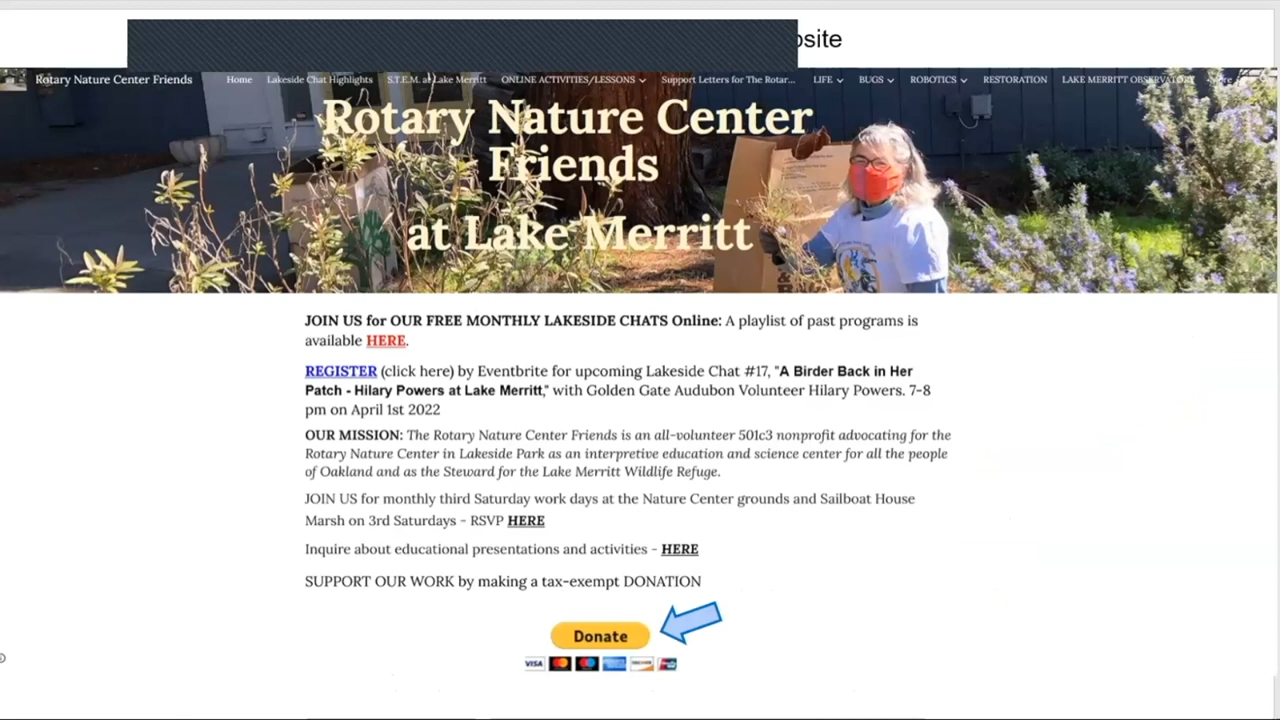 osite
Rotary Nature Center Friends
Home Lakeside Chat Highlights S.T.E.M. at Lake Merritt ONLINE ACTIVITIES/LESSONS Support Letters for The Rotar... LIFE BUGS ROBOTICS RESTORATION LAKE MERRITT OBSERVATORY More
Rotary Nature Center
Friends
at Lake Merritt
JOIN US for OUR FREE MONTHLY LAKESIDE CHATS Online: A playlist of past programs is
available HERE.
REGISTER (click here) by Eventbrite for upcoming Lakeside Chat #17, "A Birder Back in Her
Patch - Hilary Powers at Lake Merritt," with Golden Gate Audubon Volunteer Hilary Powers. 7-8
pm on April 1st 2022
OUR MISSION: The Rotary Nature Center Friends is an all-volunteer 501c3 nonprofit advocating for the
Rotary Nature Center in Lakeside Park as an interpretive education and science center for all the people
of Oakland and as the Steward for the Lake Merritt Wildlife Refuge.
JOIN US for monthly third Saturday work days at the Nature Center grounds and Sailboat House
Marsh on 3rd Saturdays - RSVP HERE
Inquire about educational presentations and activities - HERE
SUPPORT OUR WORK by making a tax-exempt DONATION
Donate
VISA